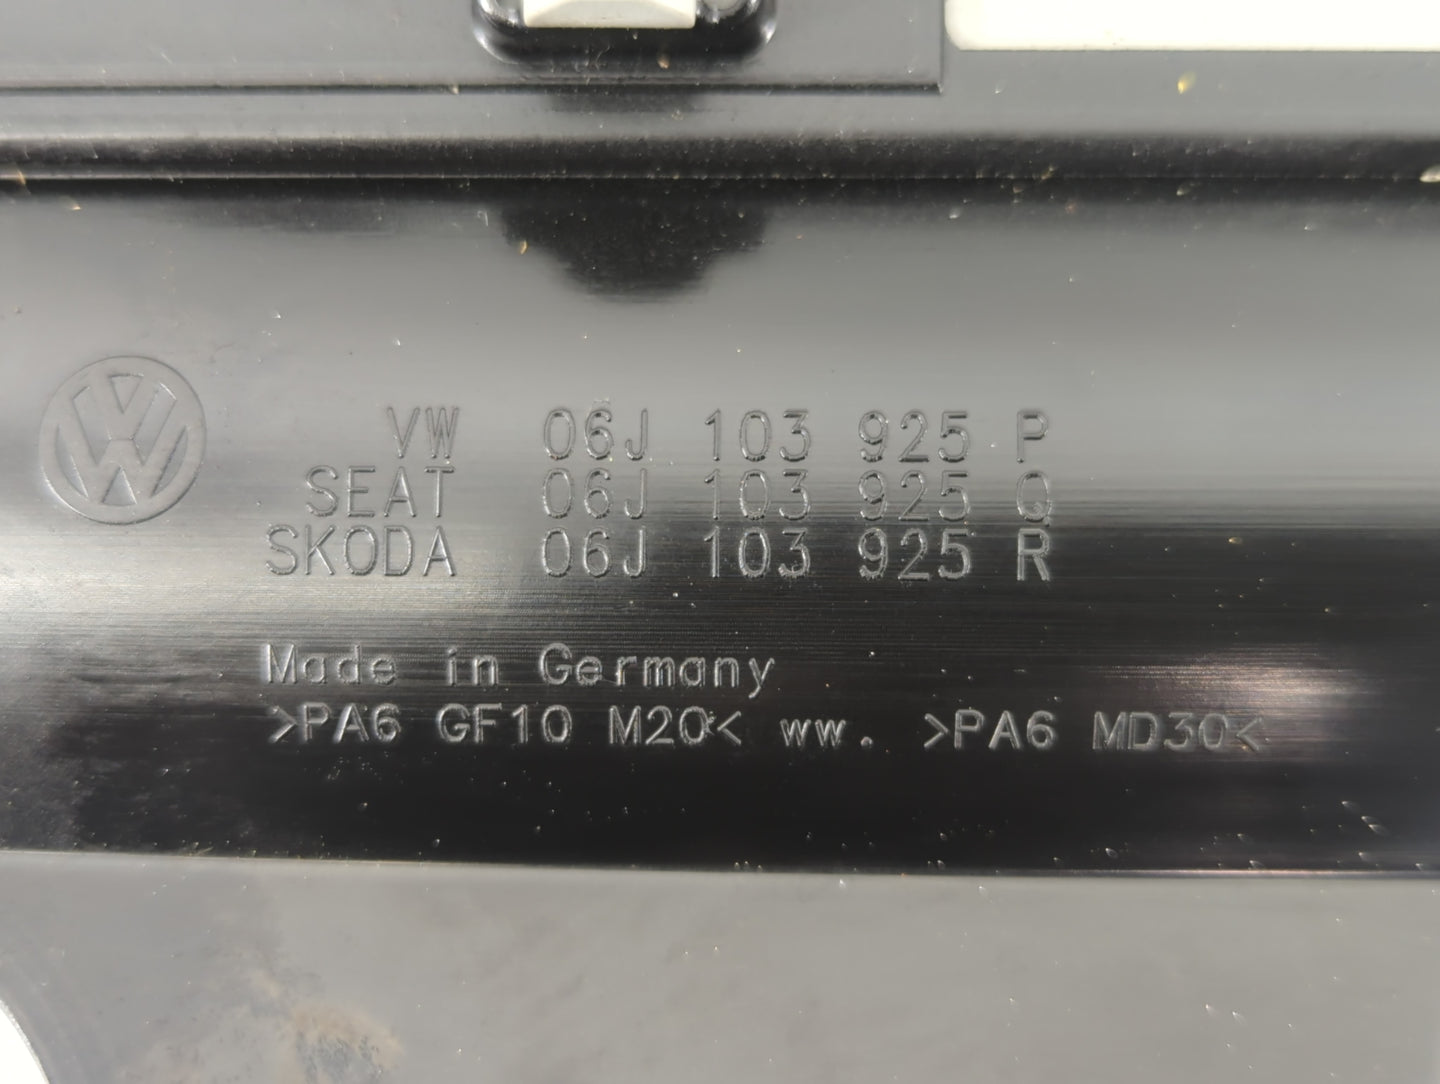 VW 06J 103 925 P
SEAT 06J 103 925 Q
SKODA 06J 103 925 R
Made in Germany
>PA6 GF10 M20< ww. >PA6 MD30<